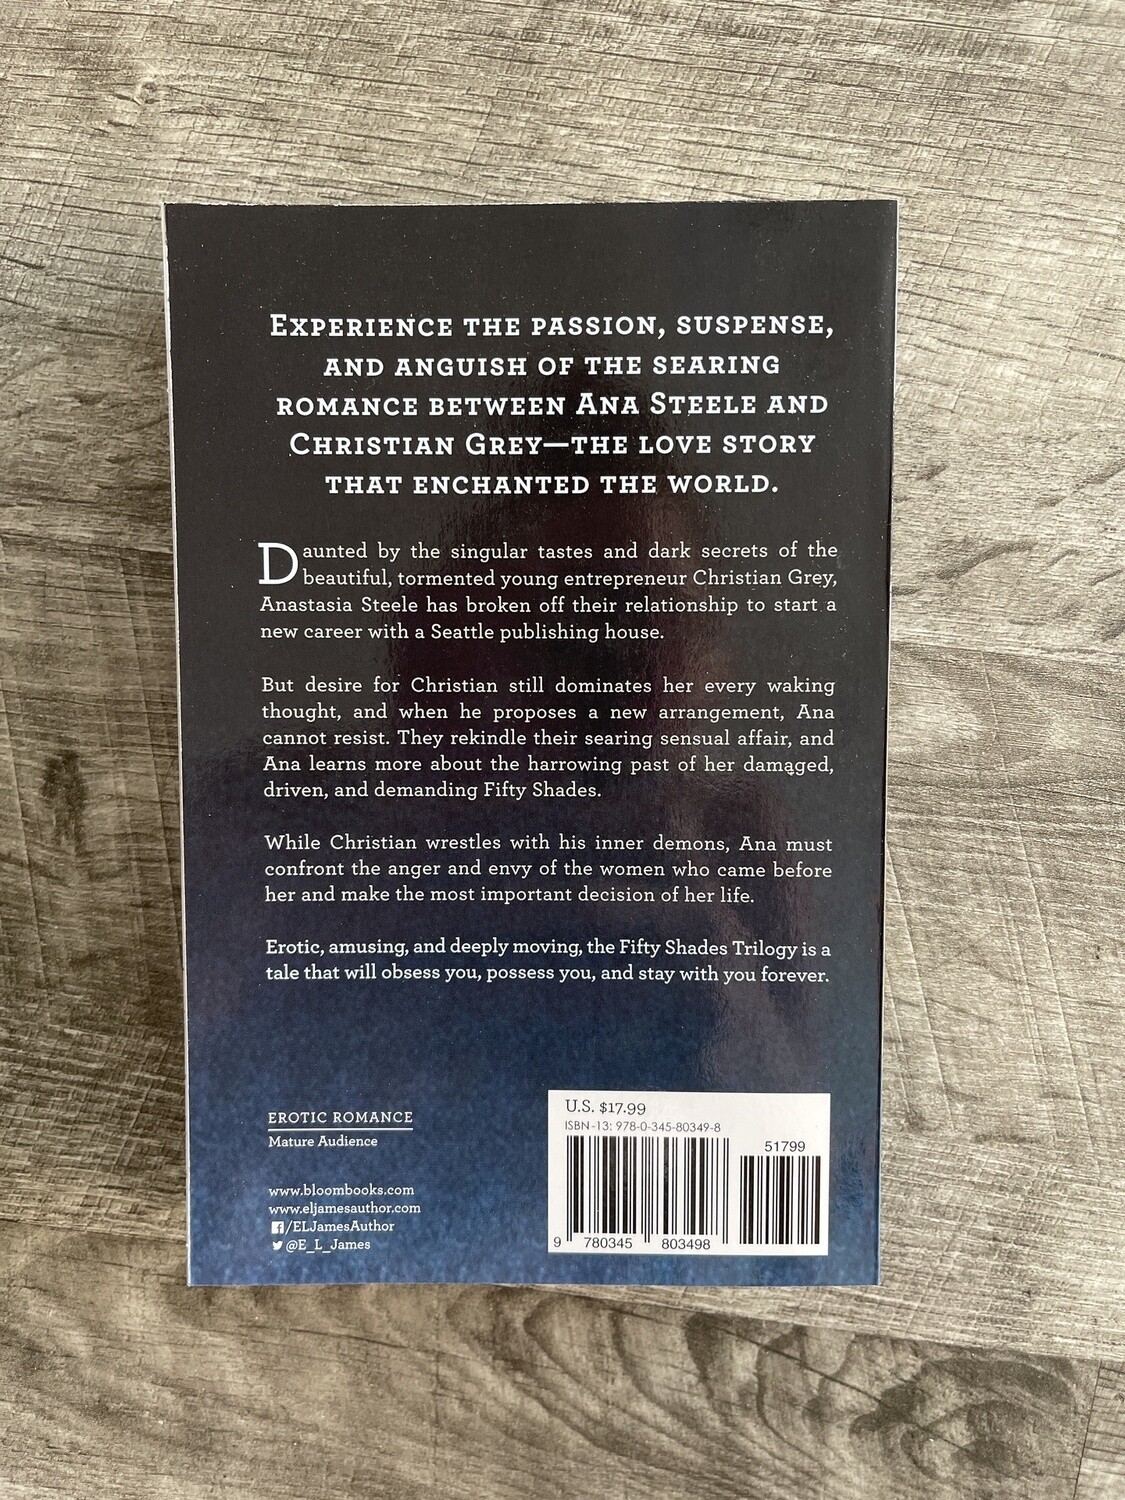 EXPERIENCE THE PASSION, SUSPENSE,
AND ANGUISH OF THE SEARING
ROMANCE BETWEEN ANA STEELE AND
CHRISTIAN GREY—THE LOVE STORY
THAT ENCHANTED THE WORLD.
Daunted by the singular tastes and dark secrets of the
beautiful, tormented young entrepreneur Christian Grey,
Anastasia Steele has broken off their relationship to start a
new career with a Seattle publishing house.
But desire for Christian still dominates her every waking
thought, and when he proposes a new arrangement, Ana
cannot resist. They rekindle their searing sensual affair, and
Ana learns more about the harrowing past of her damaged,
driven, and demanding Fifty Shades.
While Christian wrestles with his inner demons, Ana must
confront the anger and envy of the women who came before
her and make the most important decision of her life.
Erotic, amusing, and deeply moving, the Fifty Shades Trilogy is a
tale that will obsess you, possess you, and stay with you forever.
EROTIC ROMANCE
Mature Audience
www.bloombooks.com
www.eljamesauthor.com
/ELJamesAuthor
@E_L_James
U.S. $17.99
ISBN-13: 978-0-345-80349-8
51799
9 780345 803498